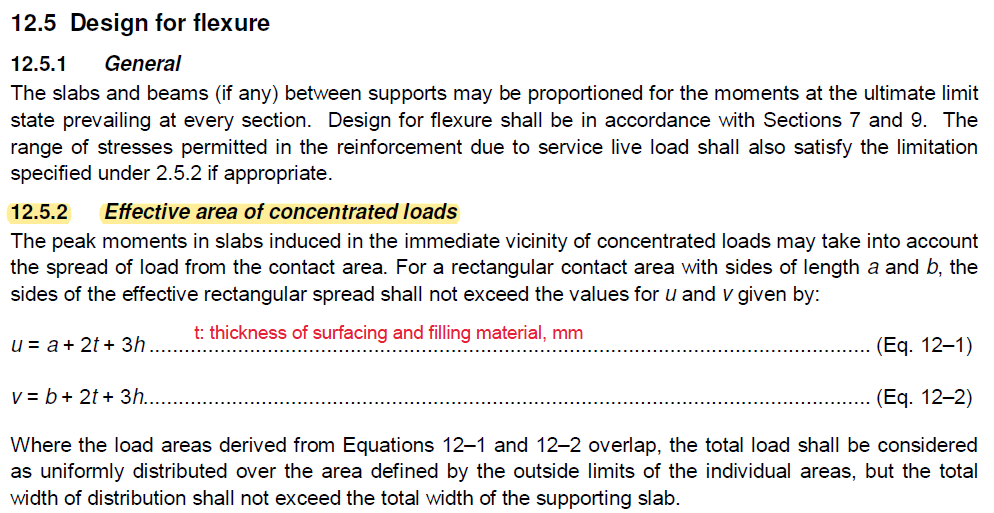 12.5 Design for flexure
12.5.1 General
The slabs and beams (if any) between supports may be proportioned for the moments at the ultimate limit
state prevailing at every section. Design for flexure shall be in accordance with Sections 7 and 9. The
range of stresses permitted in the reinforcement due to service live load shall also satisfy the limitation
specified under 2.5.2 if appropriate.
12.5.2 Effective area of concentrated loads
The peak moments in slabs induced in the immediate vicinity of concentrated loads may take into account
the spread of load from the contact area. For a rectangular contact area with sides of length a and b, the
sides of the effective rectangular spread shall not exceed the values for u and v given by:
t: thickness of surfacing and filling material, mm
u = a + 2t + 3h ........................................................................................................................ (Eq. 12–1)
v = b + 2t + 3h........................................................................................................................ (Eq. 12–2)
Where the load areas derived from Equations 12–1 and 12–2 overlap, the total load shall be considered
as uniformly distributed over the area defined by the outside limits of the individual areas, but the total
width of distribution shall not exceed the total width of the supporting slab.